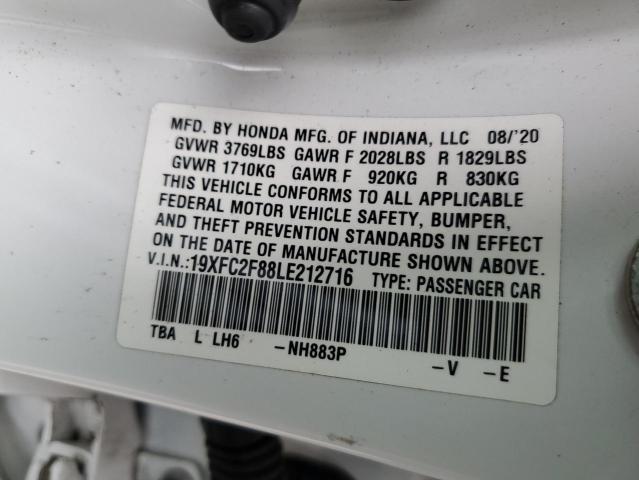 MFD. BY HONDA MFG. OF INDIANA, LLC 08/'20
GVWR 3769LBS GAWR F 2028LBS R 1829LBS
GVWR 1710KG GAWR F 920KG R 830KG
THIS VEHICLE CONFORMS TO ALL APPLICABLE
FEDERAL MOTOR VEHICLE SAFETY, BUMPER,
AND THEFT PREVENTION STANDARDS IN EFFECT
ON THE DATE OF MANUFACTURE SHOWN ABOVE.
V.I.N.:19XFC2F88LE212716 TYPE: PASSENGER CAR
TBA L LH6 -NH883P -V -E